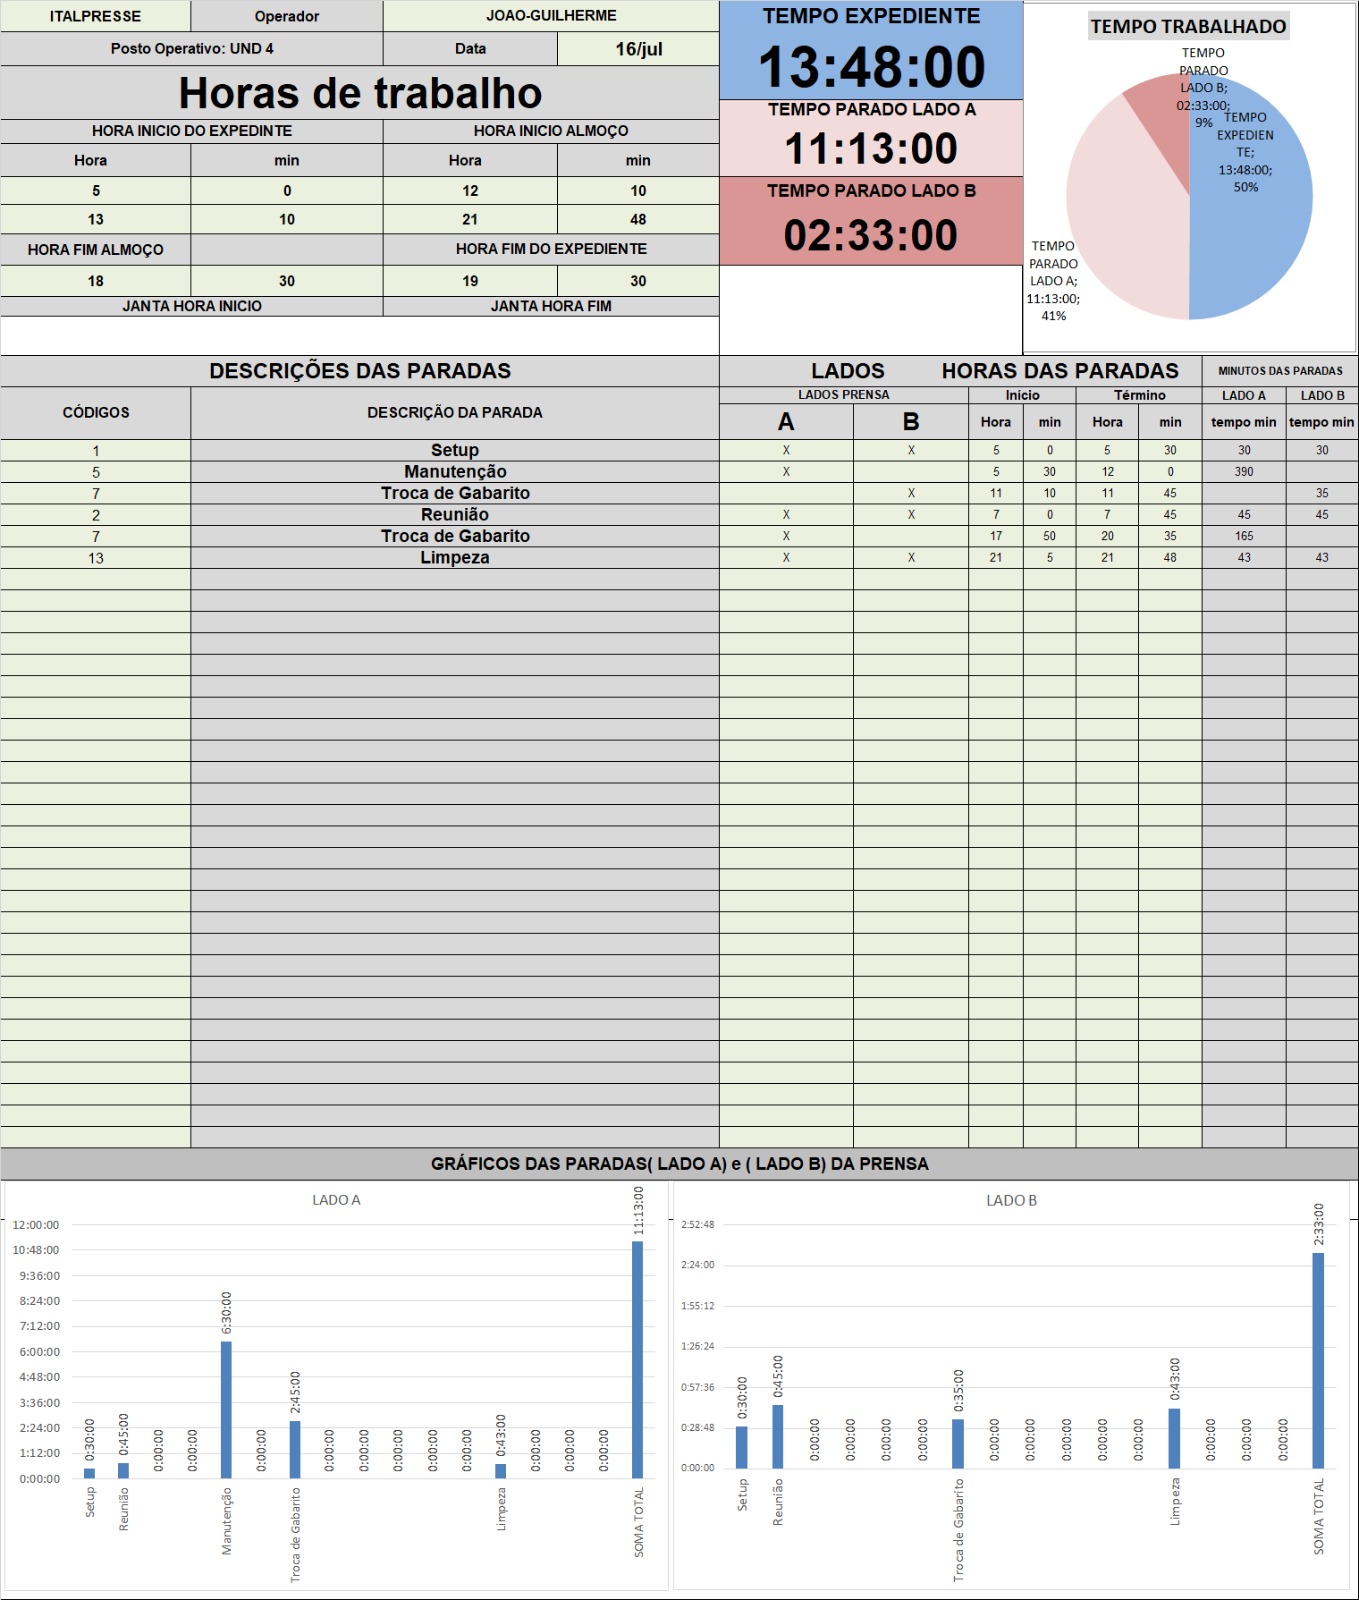 ITALPRESSE Operador JOAO-GUILHERME
Posto Operativo: UND 4 Data 16/jul
Horas de trabalho
HORA INICIO DO EXPEDINTE HORA INICIO ALMOÇO
Hora min Hora min
5 0 12 10
13 10 21 48
HORA FIM ALMOÇO HORA FIM DO EXPEDIENTE
18 30 19 30
JANTA HORA INICIO JANTA HORA FIM
TEMPO EXPEDIENTE
13:48:00
TEMPO PARADO LADO A
11:13:00
TEMPO PARADO LADO B
02:33:00
TEMPO TRABALHADO
TEMPO
PARADO
LADO B;
02:33:00;
9%
TEMPO
EXPEDIEN
TE;
13:48:00;
50%
TEMPO
PARADO
LADO A;
11:13:00;
41%
DESCRIÇÕES DAS PARADAS LADOS HORAS DAS PARADAS MINUTOS DAS PARADAS
CÓDIGOS DESCRIÇÃO DA PARADA LADOS PRENSA Início Término LADO A LADO B
A B Hora min Hora min tempo min tempo min
1 Setup X X 5 0 5 30 30 30
5 Manutenção X 5 30 12 0 390
7 Troca de Gabarito X 11 10 11 45 35
2 Reunião X X 7 0 7 45 45 45
7 Troca de Gabarito X 17 50 20 35 165
13 Limpeza X X 21 5 21 48 43 43
GRÁFICOS DAS PARADAS( LADO A) e ( LADO B) DA PRENSA
LADO A
12:00:00
10:48:00
9:36:00
8:24:00
7:12:00
6:00:00
4:48:00
3:36:00
2:24:00
1:12:00
0:00:00
0:30:00 0:45:00 0:00:00 0:00:00 6:30:00 0:00:00 2:45:00 0:00:00 0:00:00 0:00:00 0:00:00 0:00:00 0:43:00 0:00:00 0:00:00 0:00:00 11:13:00
Setup Reunião Manutenção Troca de Gabarito Limpeza SOMA TOTAL
LADO B
2:52:48
2:24:00
1:55:12
1:26:24
0:57:36
0:28:48
0:00:00
0:30:00 0:45:00 0:00:00 0:00:00 0:00:00 0:00:00 0:35:00 0:00:00 0:00:00 0:00:00 0:00:00 0:00:00 0:43:00 0:00:00 0:00:00 0:00:00 2:33:00
Setup Reunião Troca de Gabarito Limpeza SOMA TOTAL